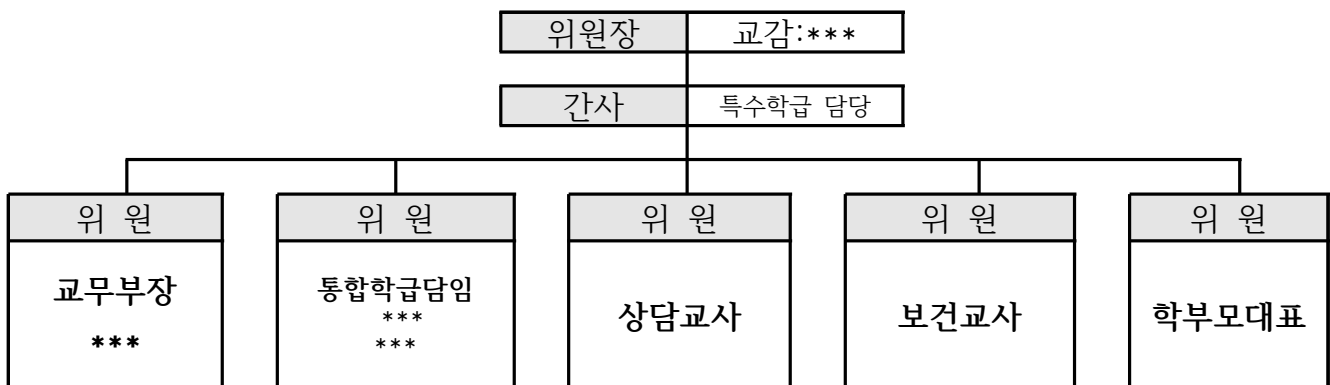 위원장 교감:***
간사 특수학급 담당
위 원 위 원 위 원 위 원 위 원
교무부장
***
통합학급담임
***
***
상담교사
보건교사
학부모대표